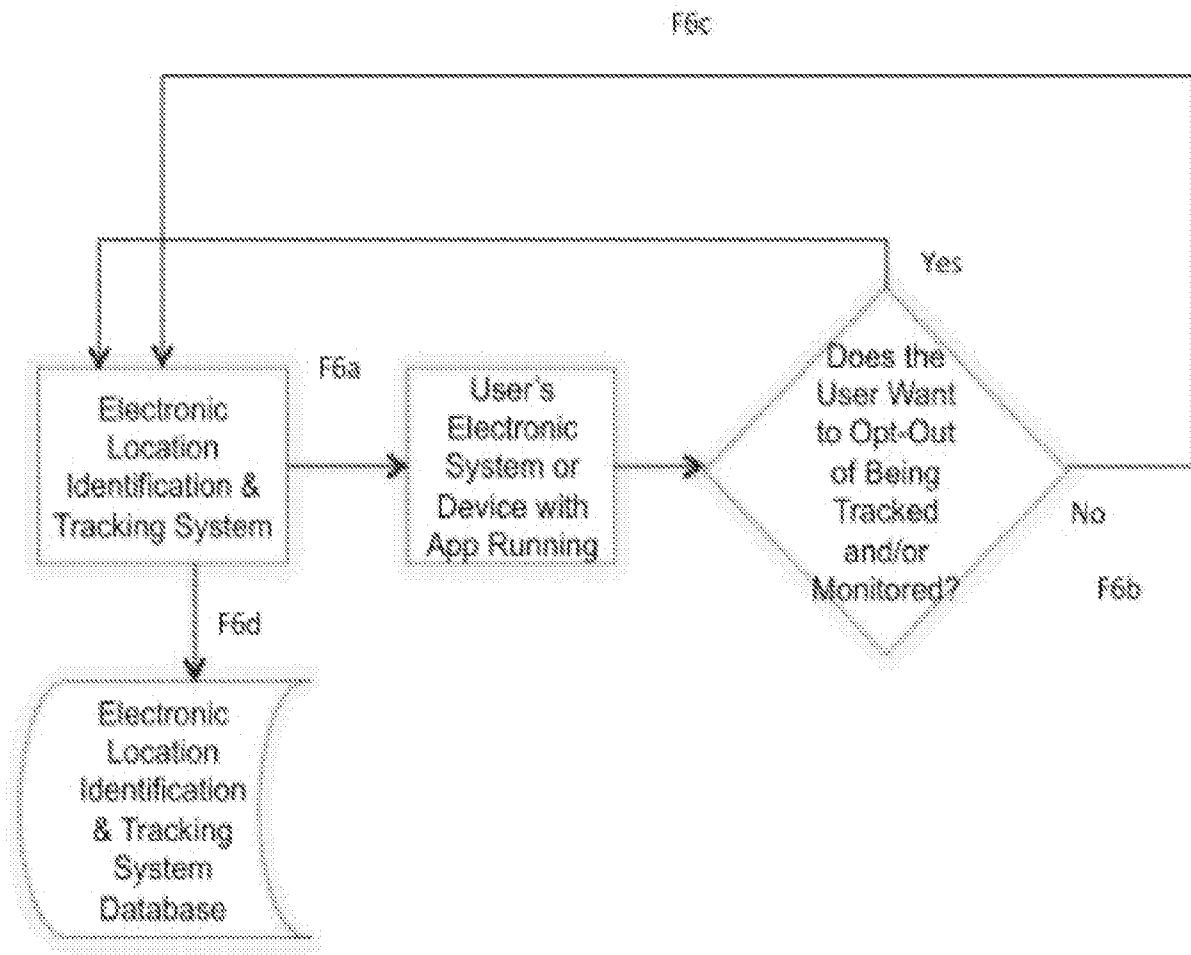 F6c
Yes
F6a
Electronic
Location
Identification &
Tracking System
User's
Electronic
System or
Device with
App Running
Does the
User Want
to Opt-Out
of Being
Tracked
and/or
Monitored?
No
F6b
F6d
Electronic
Location
Identification
& Tracking
System
Database